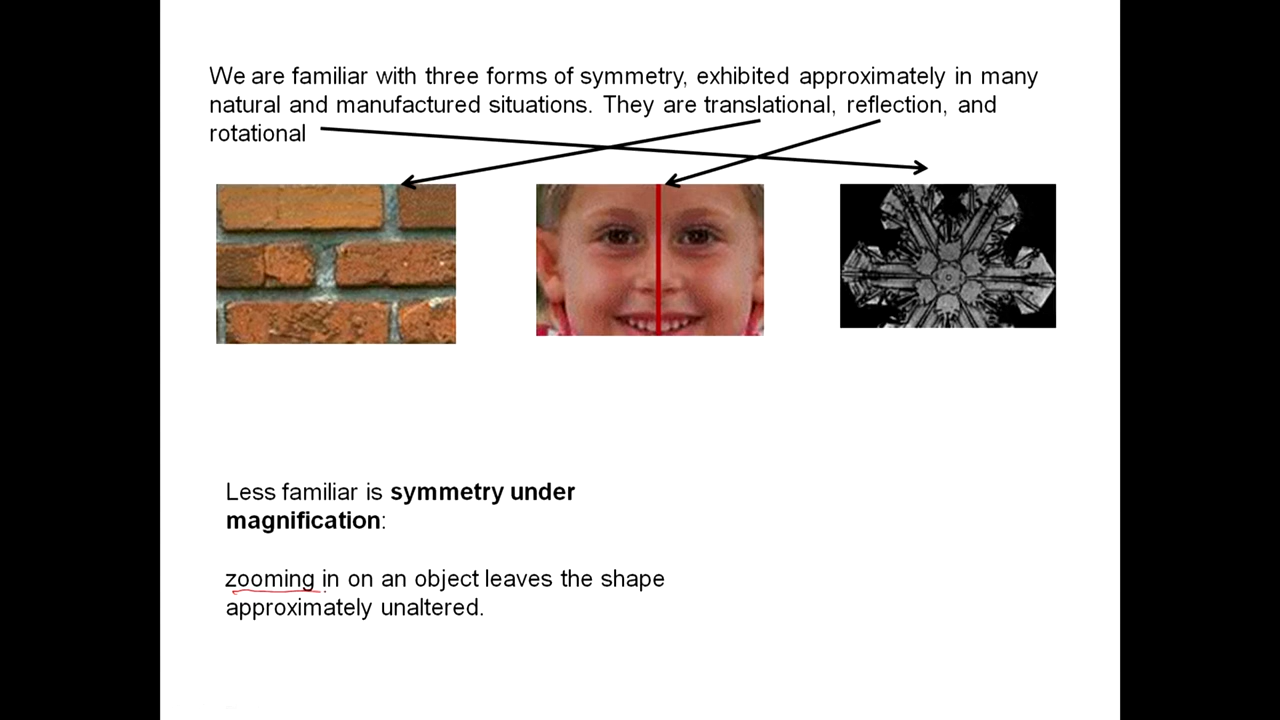 We are familiar with three forms of symmetry, exhibited approximately in many
natural and manufactured situations. They are translational, reflection, and
rotational
Less familiar is symmetry under
magnification:
zooming in on an object leaves the shape
approximately unaltered.